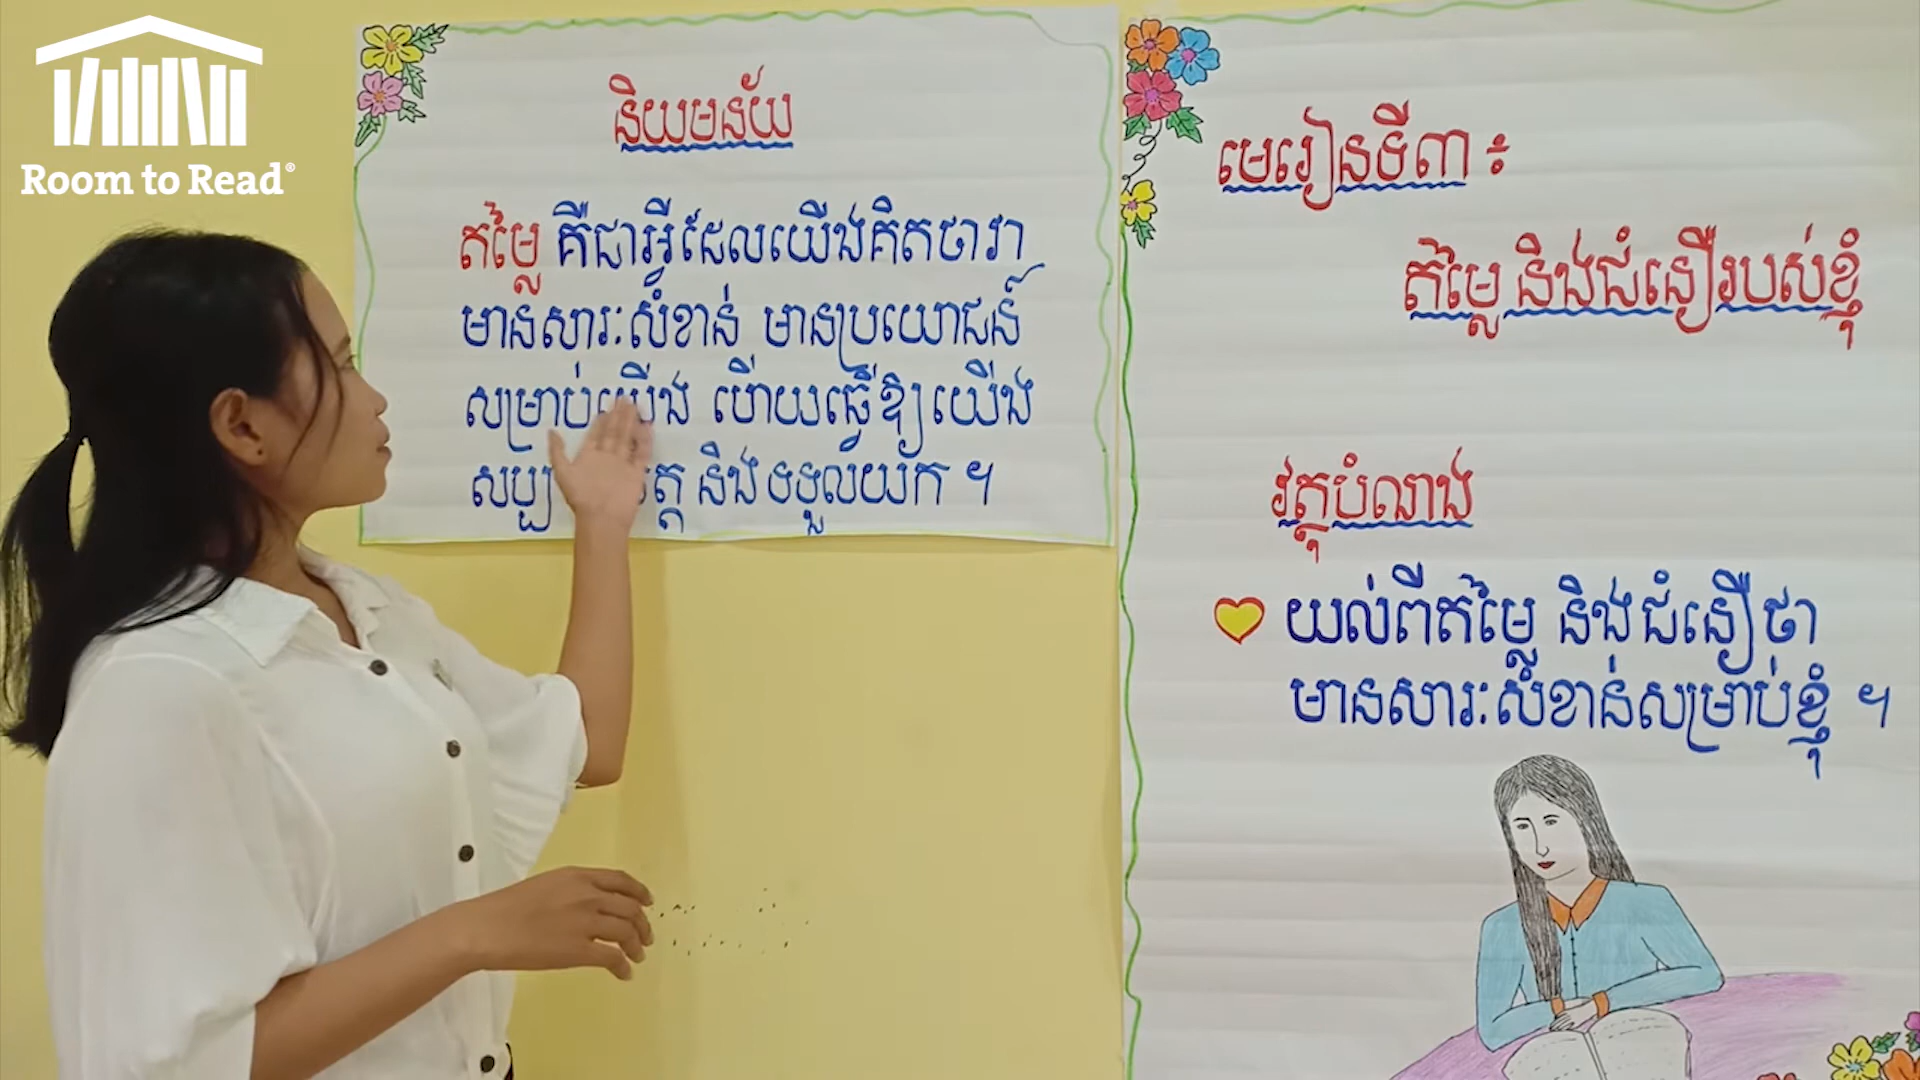 Room to Read®
និយមន័យ
តម្លៃ គឺជាអ្វីដែលយើងគិតថាវា
មានសារៈសំខាន់ មានប្រយោជន៍
សម្រាប់យើង ហើយធ្វើឱ្យយើង
និងទទួលយក ។
មេរៀនទី៣ ៖
តម្លៃ និងជំនឿរបស់ខ្ញុំ
វត្ថុបំណង
យល់ពីតម្លៃ និងជំនឿថា
មានសារៈសំខាន់សម្រាប់ខ្ញុំ ។